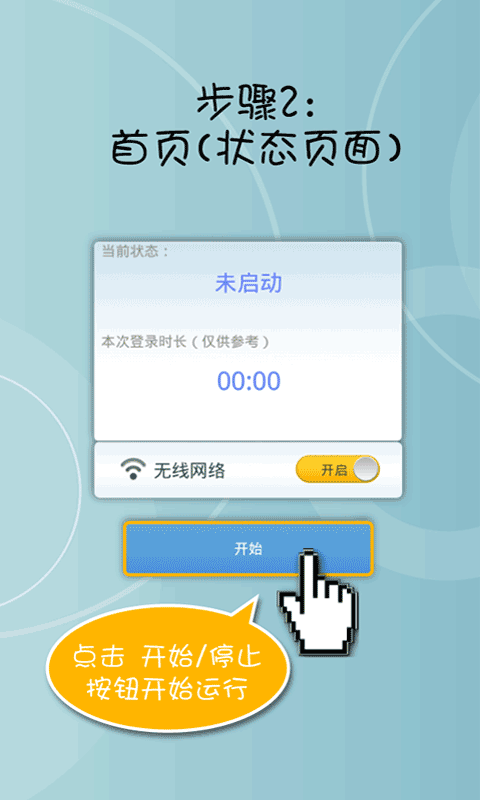 步骤2:
首页(状态页面)
当前状态：
未启动
本次登录时长（仅供参考）
00:00
无线网络
开启
开始
点击 开始/停止
按钮开始运行